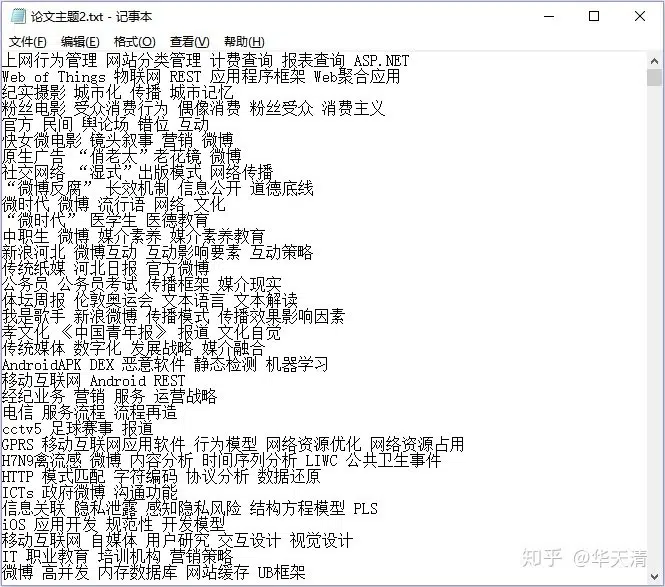 论文主题2.txt - 记事本
文件(F) 编辑(E) 格式(O) 查看(V) 帮助(H)
上网行为管理 网站分类管理 计费查询 报表查询 ASP.NET
Web of Things 物联网 REST 应用程序框架 Web聚合应用
纪实摄影 城市化 传播 城市记忆
粉丝电影 受众消费行为 偶像消费 粉丝受众 消费主义
官方 民间 舆论场 错位 互动
快女微电影 镜头叙事 营销 微博
原生广告 “俏老太”老花镜 微博
社交网络 “湿式”出版模式 网络传播
“微博反腐” 长效机制 信息公开 道德底线
微时代 微博 流行语 网络 文化
“微时代” 医学生 医德教育
中职生 微博 媒介素养 媒介素养教育
新浪河北 微博互动 互动影响要素 互动策略
传统纸媒 河北日报 官方微博
公务员 公务员考试 传播框架 媒介现实
体坛周报 伦敦奥运会 文本语言 文本解读
我是歌手 新浪微博 传播模式 传播效果影响因素
孝文化 《中国青年报》 报道 文化自觉
传统媒体 数字化 发展战略 媒介融合
AndroidAPK DEX 恶意软件 静态检测 机器学习
移动互联网 Android REST
经纪业务 营销 服务 运营战略
电信 服务流程 流程再造
cctv5 足球赛事 报道
GPRS 移动互联网应用软件 行为模型 网络资源优化 网络资源占用
H7N9禽流感 微博 内容分析 时间序列分析 LIWC 公共卫生事件
HTTP 模式匹配 字符编码 协议分析 数据还原
ICTs 政府微博 沟通功能
信息关联 隐私泄露 感知隐私风险 结构方程模型 PLS
iOS 应用开发 规范性 开发模型
移动互联网 自媒体 用户研究 交互设计 视觉设计
IT 职业教育 培训机构 营销策略
微博 高并发 内存数据库 网站缓存 UB框架
知乎 @华天清